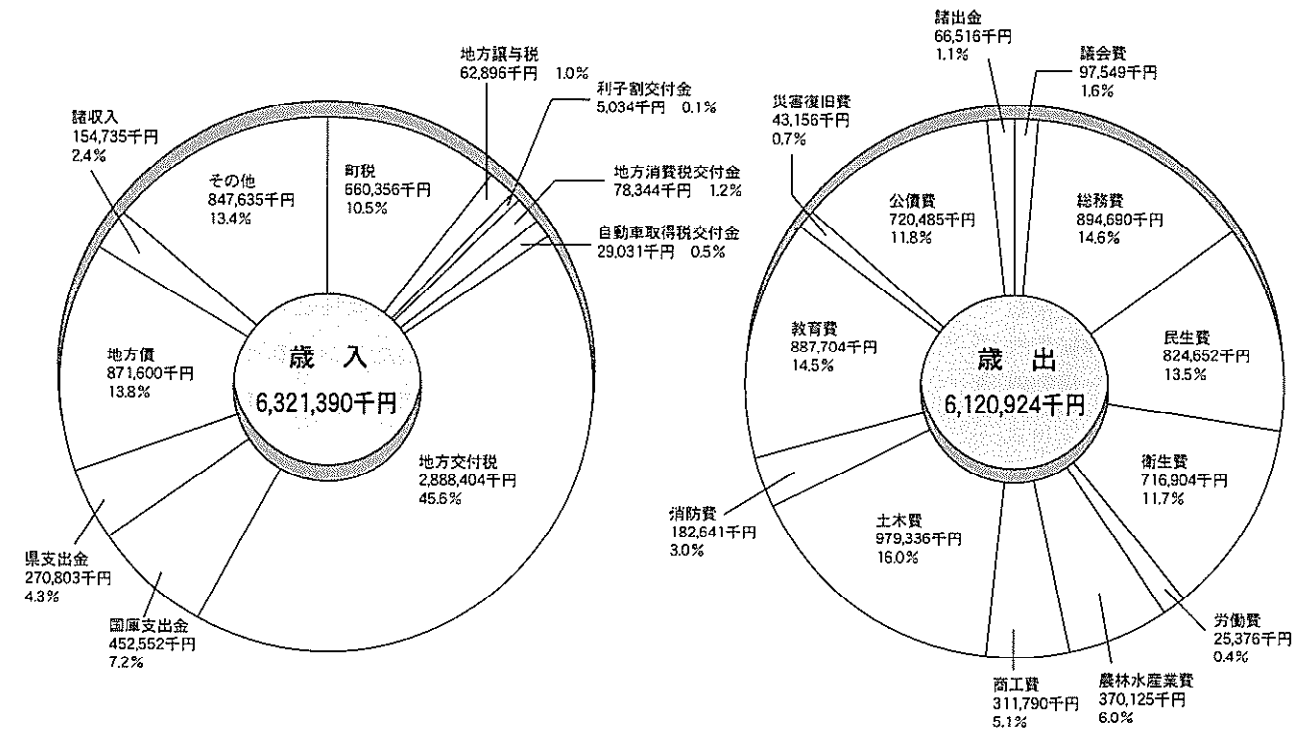 歳 入
6,321,390千円
町税
660,356千円
10.5%
地方譲与税
62,896千円 1.0%
利子割交付金
5,034千円 0.1%
地方消費税交付金
78,344千円 1.2%
自動車取得税交付金
29,031千円 0.5%
地方交付税
2,888,404千円
45.6%
国庫支出金
452,552千円
7.2%
県支出金
270,803千円
4.3%
地方債
871,600千円
13.8%
諸収入
154,735千円
2.4%
その他
847,635千円
13.4%
歳 出
6,120,924千円
議会費
97,549千円
1.6%
総務費
894,690千円
14.6%
民生費
824,652千円
13.5%
衛生費
716,904千円
11.7%
労働費
25,376千円
0.4%
農林水産業費
370,125千円
6.0%
商工費
311,790千円
5.1%
土木費
979,336千円
16.0%
消防費
182,641千円
3.0%
教育費
887,704千円
14.5%
災害復旧費
43,156千円
0.7%
公債費
720,485千円
11.8%
諸出金
66,516千円
1.1%